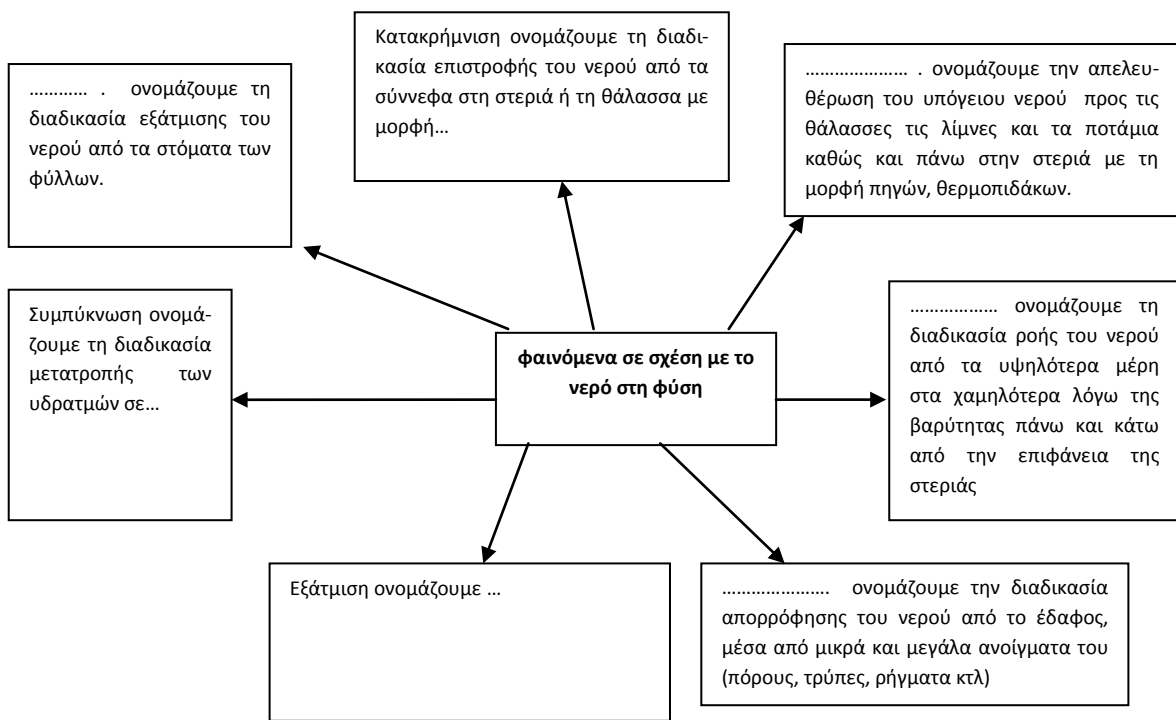 Κατακρήμνιση ονομάζουμε τη διαδι-
κασία επιστροφής του νερού από τα
σύννεφα στη στεριά ή τη θάλασσα με
μορφή…
………… . ονομάζουμε τη
διαδικασία εξάτμισης του
νερού από τα στόματα των
φύλλων.
………………… . ονομάζουμε την απελευ-
θέρωση του υπόγειου νερού προς τις
θάλασσες τις λίμνες και τα ποτάμια
καθώς και πάνω στην στεριά με τη
μορφή πηγών, θερμοπιδάκων.
Συμπύκνωση ονομά-
ζουμε τη διαδικασία
μετατροπής των
υδρατμών σε…
φαινόμενα σε σχέση με το
νερό στη φύση
……………… ονομάζουμε τη
διαδικασία ροής του νερού
από τα υψηλότερα μέρη
στα χαμηλότερα λόγω της
βαρύτητας πάνω και κάτω
από την επιφάνεια της
στεριάς
Εξάτμιση ονομάζουμε …
…………………. ονομάζουμε την διαδικασία
απορρόφησης του νερού από το έδαφος,
μέσα από μικρά και μεγάλα ανοίγματα του
(πόρους, τρύπες, ρήγματα κτλ)